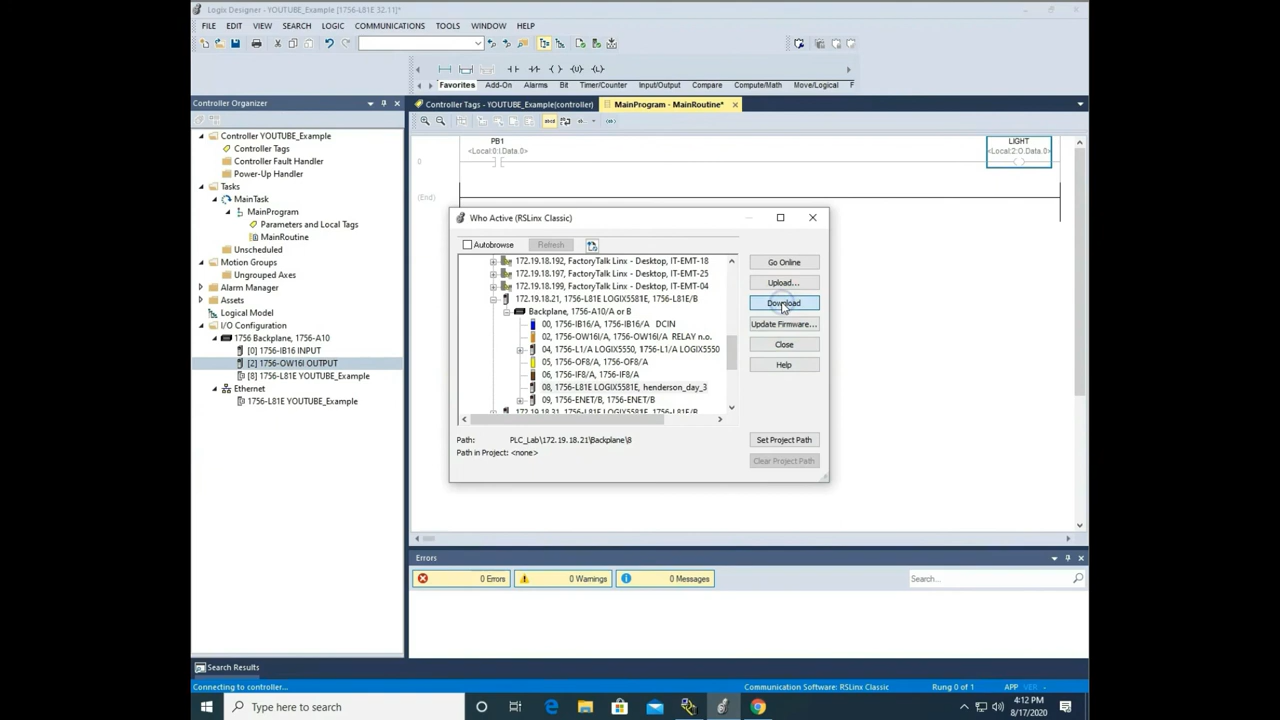 Logix Designer - YOUTUBE_Example [1756-L81E 32.11]*
FILE EDIT VIEW SEARCH LOGIC COMMUNICATIONS TOOLS WINDOW HELP
Favorites Add-On Alarms Bit Timer/Counter Input/Output Compare Compute/Math Move/Logical F
Controller Organizer
Controller YOUTUBE_Example
Controller Tags
Controller Fault Handler
Power-Up Handler
Tasks
MainTask
MainProgram
Parameters and Local Tags
MainRoutine
Unscheduled
Motion Groups
Ungrouped Axes
Alarm Manager
Assets
Logical Model
I/O Configuration
1756 Backplane, 1756-A10
[0] 1756-IB16 INPUT
[2] 1756-OW16I OUTPUT
[8] 1756-L81E YOUTUBE_Example
Ethernet
1756-L81E YOUTUBE_Example
Controller Tags - YOUTUBE_Example(controller)
MainProgram - MainRoutine*
PB1
<Local:0:I.Data.0>
LIGHT
<Local:2:O.Data.0>
0
(End)
Who Active (RSLinx Classic)
Autobrowse Refresh
172.19.18.192, FactoryTalk Linx - Desktop, IT-EMT-18
172.19.18.197, FactoryTalk Linx - Desktop, IT-EMT-25
172.19.18.199, FactoryTalk Linx - Desktop, IT-EMT-04
172.19.18.21, 1756-L81E LOGIX5581E, 1756-L81E/B
Backplane, 1756-A10/A or B
00, 1756-IB16/A, 1756-IB16/A DCIN
02, 1756-OW16I/A, 1756-OW16I/A RELAY n.o.
04, 1756-L1/A LOGIX5550, 1756-L1/A LOGIX5550
05, 1756-OF8/A, 1756-OF8/A
06, 1756-IF8/A, 1756-IF8/A
08, 1756-L81E LOGIX5581E, henderson_day_3
09, 1756-ENET/B, 1756-ENET/B
172.19.18.31, 1756-L81E LOGIX5581E, 1756-L81E/B
Go Online
Upload...
Download
Update Firmware...
Close
Help
Set Project Path
Clear Project Path
Path: PLC_Lab\172.19.18.21\Backplane\8
Path in Project: <none>
Errors
0 Errors 0 Warnings 0 Messages Search...
Search Results
Connecting to controller... Communication Software: RSLinx Classic Rung 0 of 1 APP VER
Type here to search
4:12 PM
8/17/2020